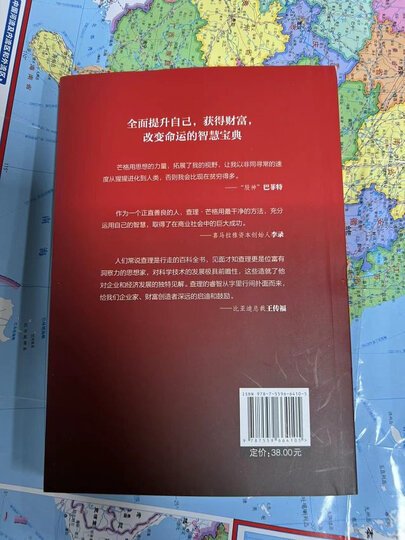 全面提升自己，获得财富，
改变命运的智慧宝典
芒格用思想的力量，拓展了我的视野，让我以非同寻常的速
度从猩猩进化到人类，否则我会比现在贫穷得多。
——“股神”巴菲特
作为一个正直善良的人，查理·芒格用最干净的方法，充分
运用自己的智慧，取得了在商业社会中的巨大成功。
——喜马拉雅资本创始人李录
人们常说查理是行走的百科全书，见面才知查理更是位富有
洞察力的思想家，对科学技术的发展极具前瞻性，这些造就了他
对企业和经济发展的独特见解。查理的睿智从字里行间扑面而来，
给我们企业家、财富创造者深远的启迪和鼓励。
——比亚迪总裁王传福
ISBN 978-7-5596-6410-5
9787559664105
定价：38.00元